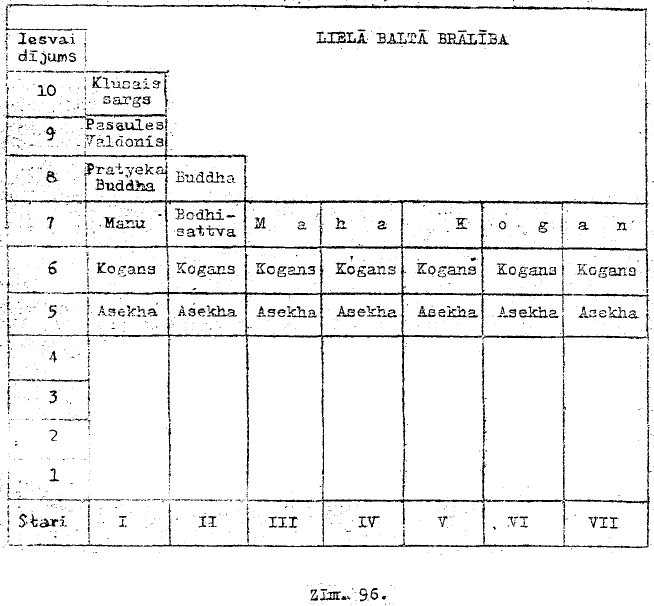 LIELĀ BALTĀ BRĀLĪBA
Iesvai
dījums
10 Klusais
sargs
9 Pasaules
Valdonis
8 Pratyeka Buddha
Buddha
7 Manu Bodhi- M a h a K o g a n
sattva
6 Kogans Kogans Kogans Kogans Kogans Kogans Kogans
5 Asekha Asekha Asekha Asekha Asekha Asekha Asekha
4
3
2
1
Stari I II III IV V VI VII
Zīm. 96.